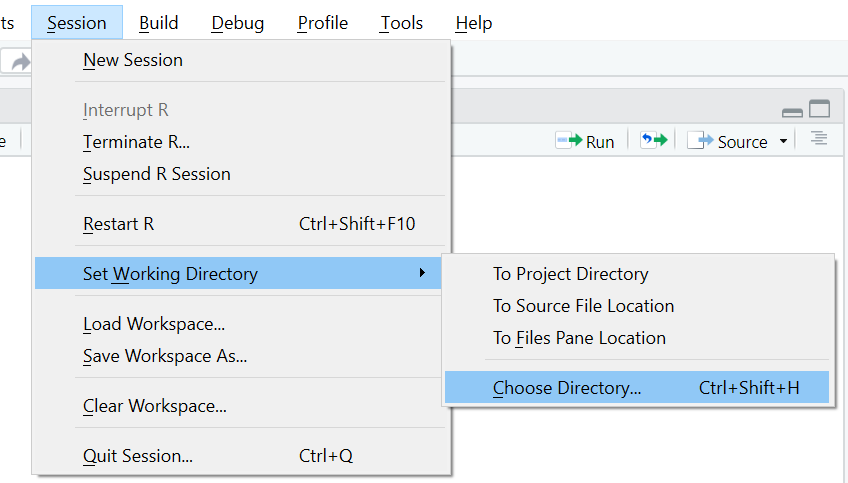 ts Session Build Debug Profile Tools Help
New Session
Interrupt R
Terminate R...
Suspend R Session
Restart R Ctrl+Shift+F10
Set Working Directory
Load Workspace...
Save Workspace As...
Clear Workspace...
Quit Session... Ctrl+Q
e Run Source
To Project Directory
To Source File Location
To Files Pane Location
Choose Directory... Ctrl+Shift+H